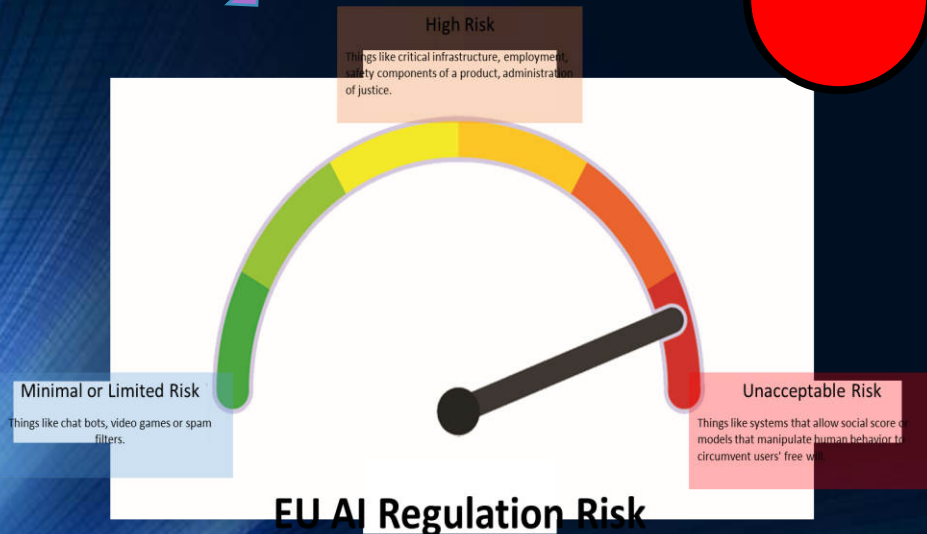 High Risk
Things like critical infrastructure, employment,
safety components of a product, administration
of justice.
Minimal or Limited Risk
Things like chat bots, video games or spam
filters.
Unacceptable Risk
Things like systems that allow social score or
models that manipulate human behavior to
circumvent users' free will.
EU AI Regulation Risk